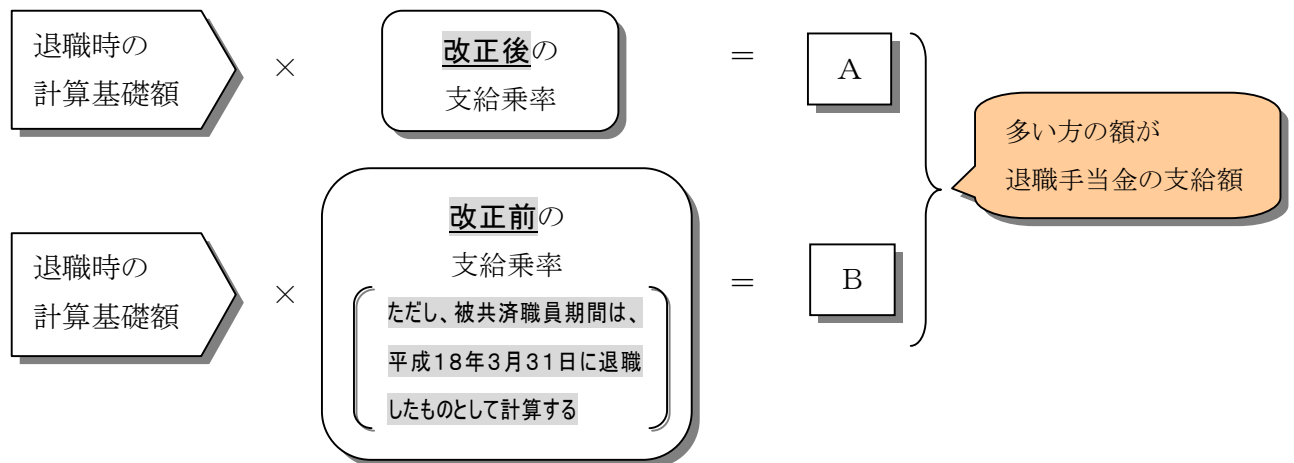 退職時の
計算基礎額
×
改正後の
支給乗率
=
A
多い方の額が
退職手当金の支給額
退職時の
計算基礎額
×
改正前の
支給乗率
ただし、被共済職員期間は、
平成18年3月31日に退職
したものとして計算する
=
B